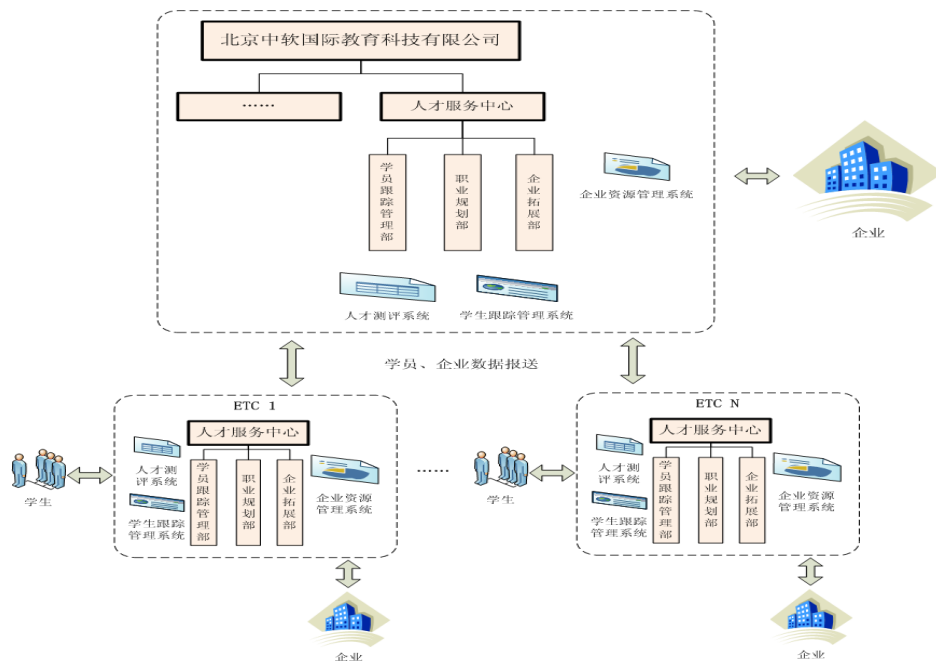 北京中软国际教育科技有限公司
……
人才服务中心
学员跟踪管理部
职业规划部
企业拓展部
企业资源管理系统
企业
人才测评系统
学生跟踪管理系统
学员、企业数据报送
ETC 1
人才服务中心
人才测
评系统
学生跟踪
管理系统
学员跟踪管理部
职业规划部
企业拓展部
企业资源
管理系统
学生
企业
……
ETC N
人才服务中心
人才测
评系统
学生跟踪
管理系统
学员跟踪管理部
职业规划部
企业拓展部
企业资源
管理系统
学生
企业